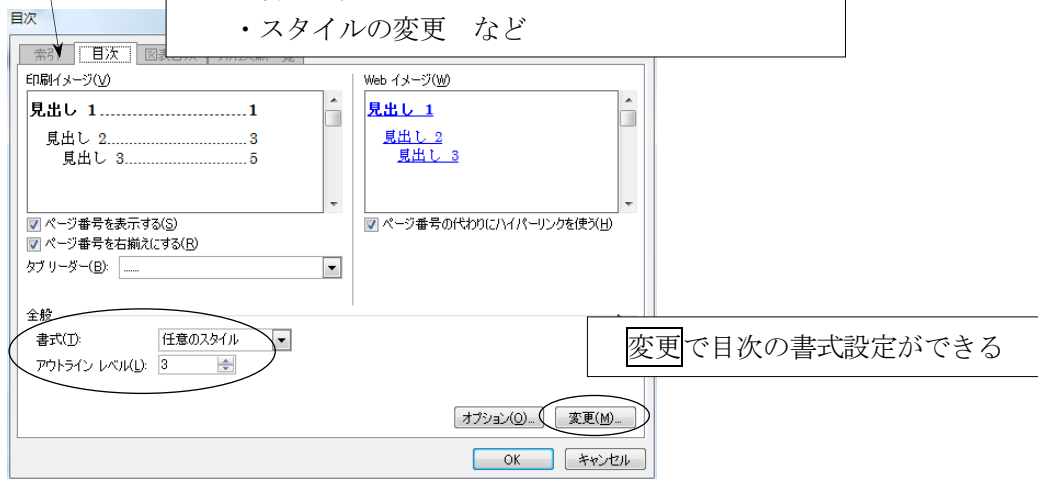 ・スタイルの変更　など
目次
索引 目次
印刷イメージ(V)
見出し 1............................1
見出し 2............................3
見出し 3........................5
Web イメージ(W)
見出し 1
見出し 2
見出し 3
ページ番号を表示する(S)
ページ番号を右揃えにする(R)
タブ リーダー(B): ......
ページ番号の代わりにハイパーリンクを使う(H)
全般
書式(T): 任意のスタイル
アウトライン レベル(L): 3
変更で目次の書式設定ができる
オプション(O)... 変更(M)...
OK キャンセル